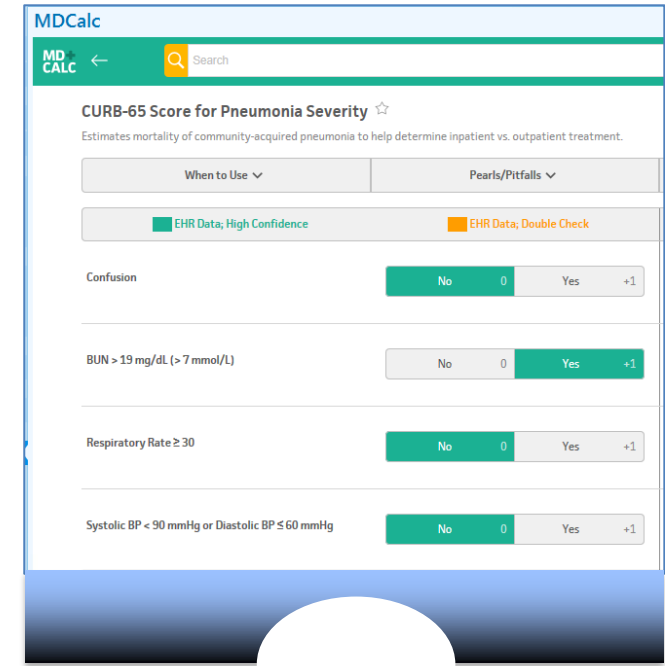 MDCalc
MD+
CALC
Search
CURB-65 Score for Pneumonia Severity
Estimates mortality of community-acquired pneumonia to help determine inpatient vs. outpatient treatment.
When to Use Pearls/Pitfalls
EHR Data; High Confidence EHR Data; Double Check
Confusion No 0 Yes +1
BUN > 19 mg/dL (> 7 mmol/L) No 0 Yes +1
Respiratory Rate ≥ 30 No 0 Yes +1
Systolic BP < 90 mmHg or Diastolic BP ≤ 60 mmHg No 0 Yes +1